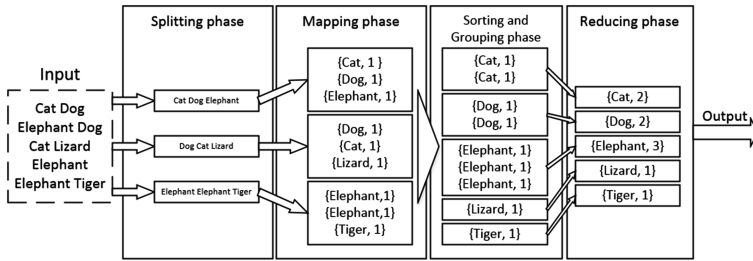 Input
Cat Dog
Elephant Dog
Cat Lizard
Elephant
Elephant Tiger
Splitting phase
Cat Dog Elephant
Dog Cat Lizard
Elephant Elephant Tiger
Mapping phase
{Cat, 1 }
{Dog, 1}
{Elephant, 1}
{Dog, 1}
{Cat, 1}
{Lizard, 1}
{Elephant,1}
{Elephant,1}
{Tiger, 1}
Sorting and
Grouping phase
{Cat, 1}
{Cat, 1}
{Dog, 1}
{Dog, 1}
{Elephant, 1}
{Elephant, 1}
{Elephant, 1}
{Lizard, 1}
{Tiger, 1}
Reducing phase
{Cat, 2}
{Dog, 2}
{Elephant, 3}
{Lizard, 1}
{Tiger, 1}
Output